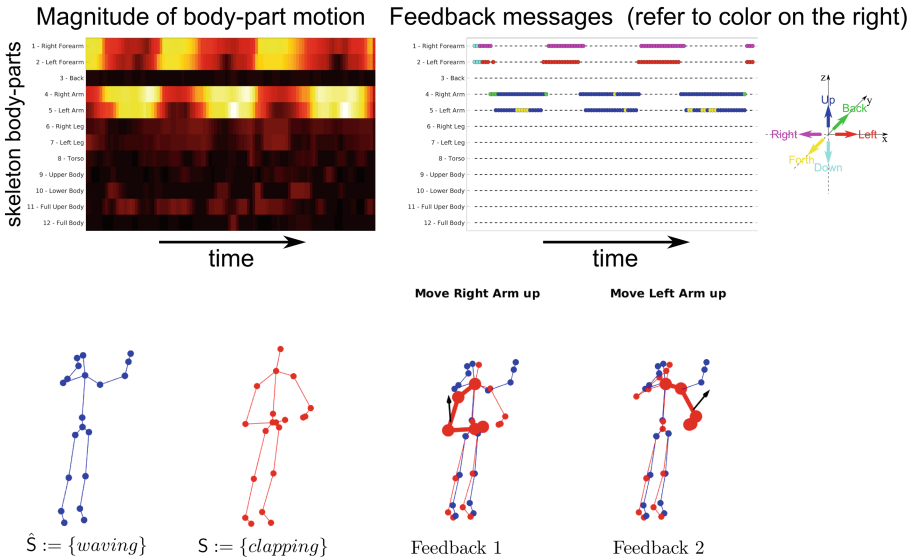 Magnitude of body-part motion
Feedback messages (refer to color on the right)
skeleton body-parts
1 - Right Forearm
2 - Left Forearm
3 - Back
4 - Right Arm
5 - Left Arm
6 - Right Leg
7 - Left Leg
8 - Torso
9 - Upper Body
10 - Lower Body
11 - Full Uper Body
12 - Full Body
time
1 - Right Forearm
2 - Left Forearm
3 - Back
4 - Right Arm
5 - Left Arm
6 - Right Leg
7 - Left Leg
8 - Torso
9 - Upper Body
10 - Lower Body
11 - Full Uper Body
12 - Full Body
time
z
Up
y
Back
Right
Left
x
Forth
Down
Move Right Arm up
Move Left Arm up
Ŝ := {waving}
S := {clapping}
Feedback 1
Feedback 2